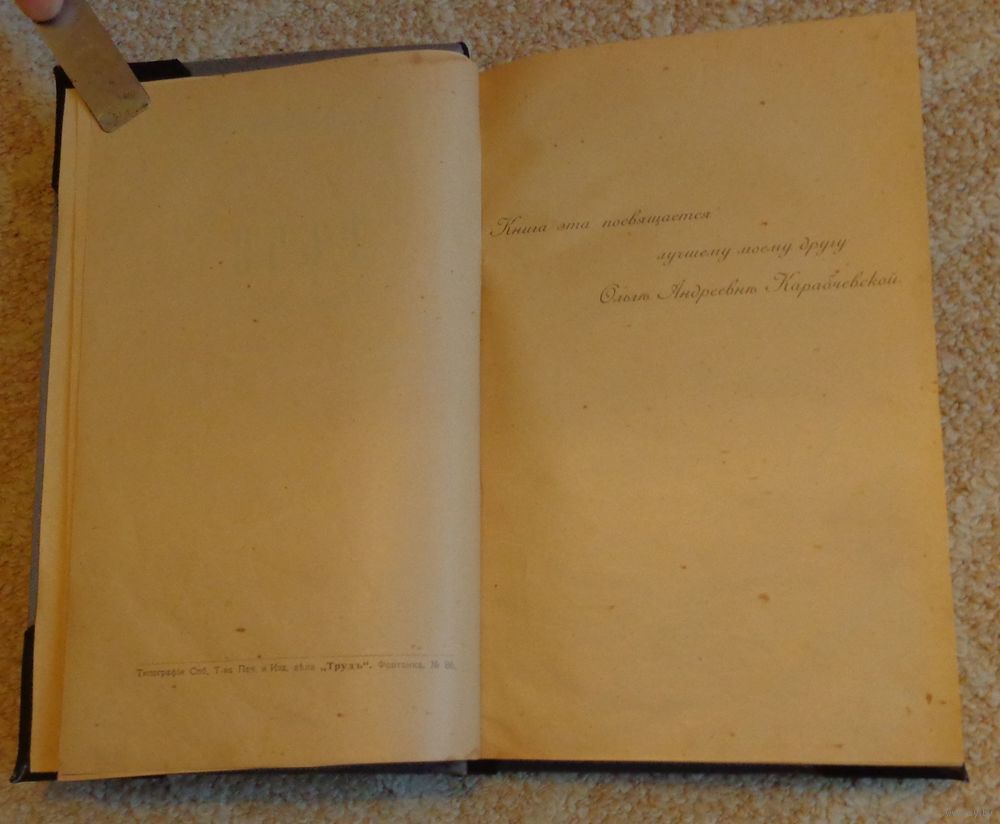 Типографія Спб. Т-ва Печ. и Изд. дѣла „Трудъ“. Фонтанка, № 86.
Книга эта посвящается
лучшему моему другу
Ольгѣ Андреевнѣ Карабчевской.